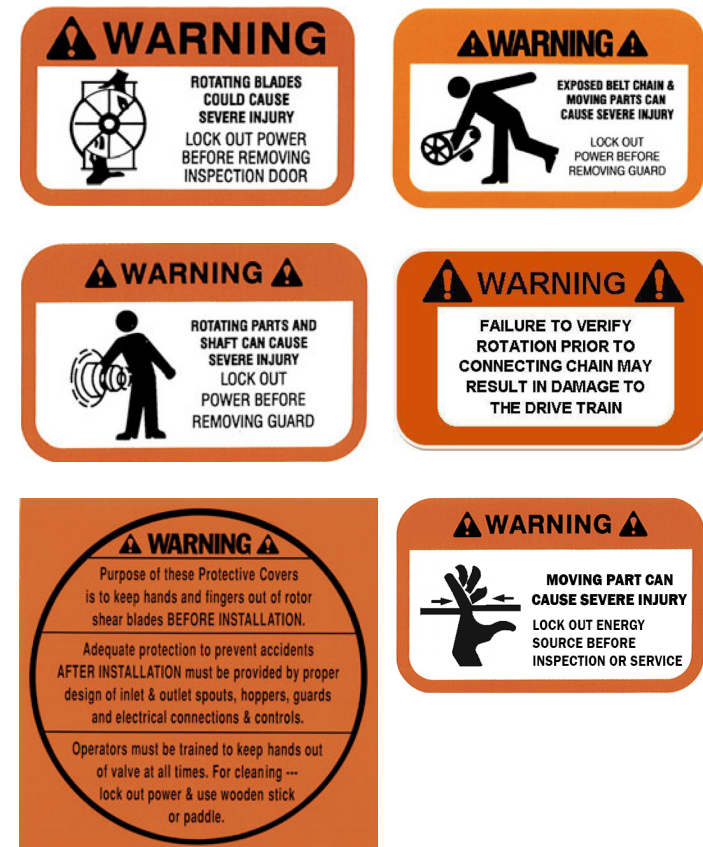 WARNING
ROTATING BLADES
COULD CAUSE
SEVERE INJURY
LOCK OUT POWER
BEFORE REMOVING
INSPECTION DOOR
WARNING
EXPOSED BELT CHAIN &
MOVING PARTS CAN
CAUSE SEVERE INJURY
LOCK OUT
POWER BEFORE
REMOVING GUARD
WARNING
ROTATING PARTS AND
SHAFT CAN CAUSE
SEVERE INJURY
LOCK OUT
POWER BEFORE
REMOVING GUARD
WARNING
FAILURE TO VERIFY
ROTATION PRIOR TO
CONNECTING CHAIN MAY
RESULT IN DAMAGE TO
THE DRIVE TRAIN
WARNING
Purpose of these Protective Covers
is to keep hands and fingers out of rotor
shear blades BEFORE INSTALLATION.
Adequate protection to prevent accidents
AFTER INSTALLATION must be provided by proper
design of inlet & outlet spouts, hoppers, guards
and electrical connections & controls.
Operators must be trained to keep hands out
of valve at all times. For cleaning ---
lock out power & use wooden stick
or paddle.
WARNING
MOVING PART CAN
CAUSE SEVERE INJURY
LOCK OUT ENERGY
SOURCE BEFORE
INSPECTION OR SERVICE